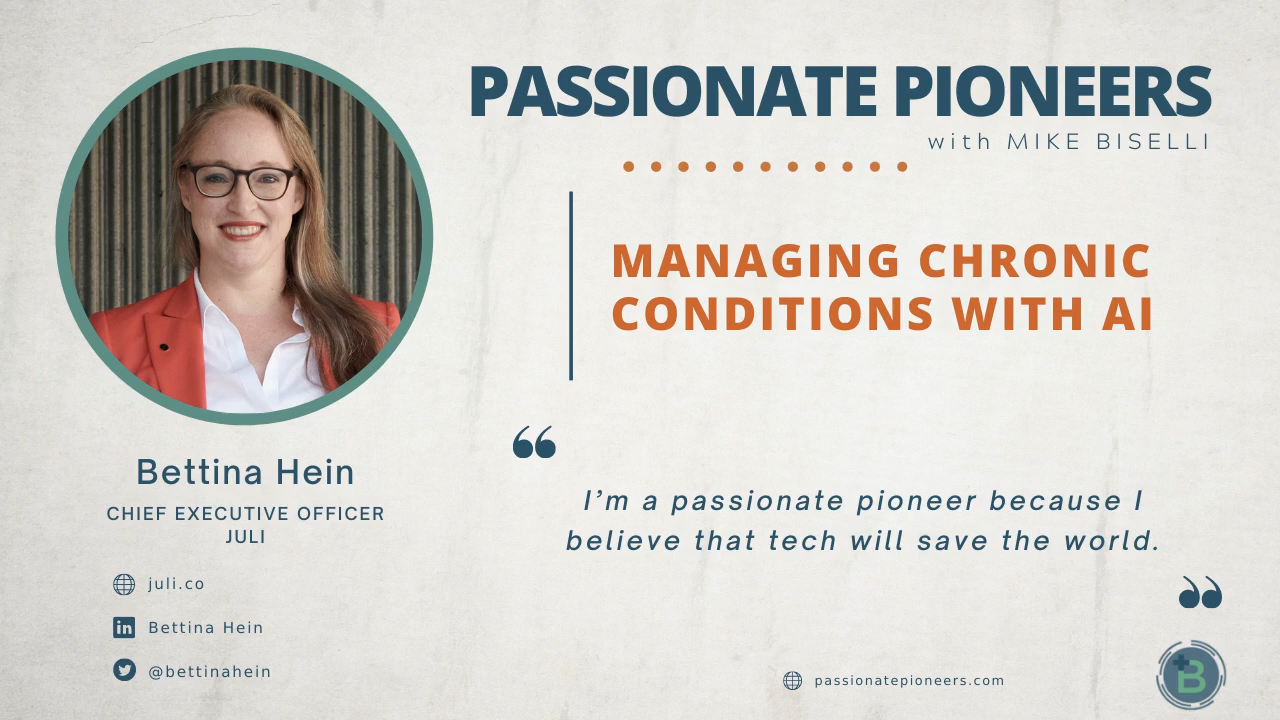 PASSIONATE PIONEERS
with MIKE BISELLI
MANAGING CHRONIC
CONDITIONS WITH AI
“
I’m a passionate pioneer because I
believe that tech will save the world.
”
Bettina Hein
CHIEF EXECUTIVE OFFICER
JULI
juli.co
in Bettina Hein
@bettinahein
passionatepioneers.com
B